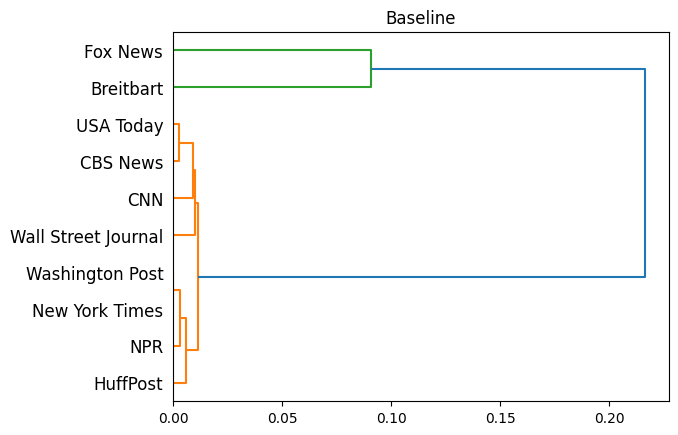 Baseline
Fox News
Breitbart
USA Today
CBS News
CNN
Wall Street Journal
Washington Post
New York Times
NPR
HuffPost
0.00 0.05 0.10 0.15 0.20